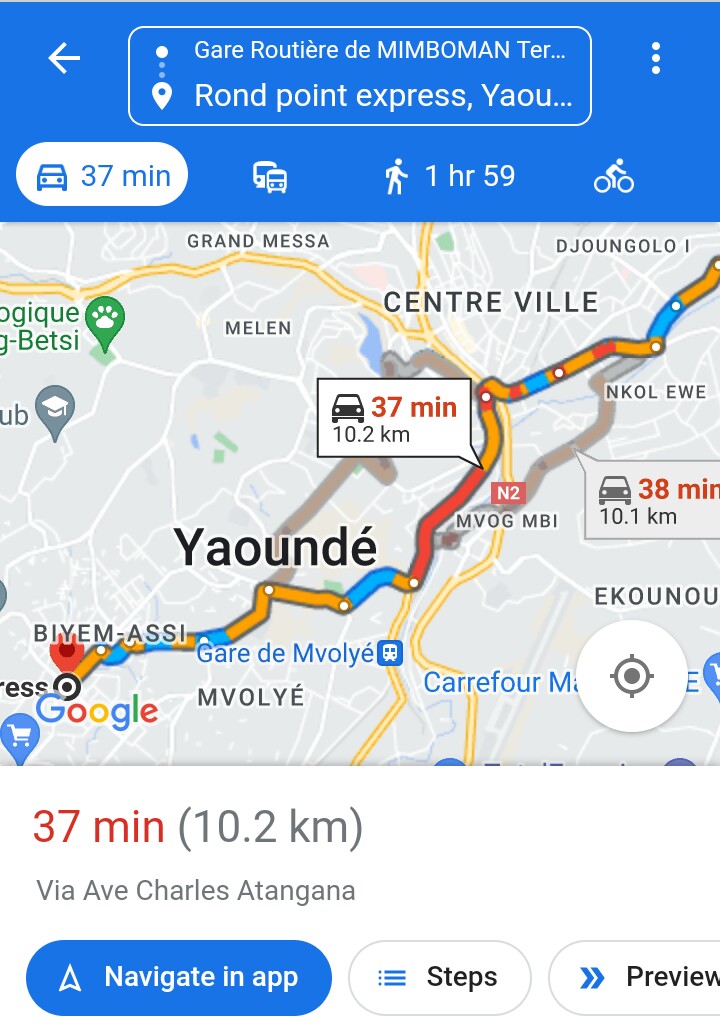 Gare Routière de MIMBOMAN Ter...
Rond point express, Yaou...
37 min
1 hr 59
GRAND MESSA
DJOUNGOLO I
ogique
g-Betsi
CENTRE VILLE
MELEN
ub
37 min
10.2 km
NKOL EWE
N2
38 min
10.1 km
MVOG MBI
Yaoundé
EKOUNOU
BIYEM-ASSI
Gare de Mvolyé
ress
MVOLYÉ
Carrefour Ma
E
Google
37 min (10.2 km)
Via Ave Charles Atangana
Navigate in app
Steps
Preview